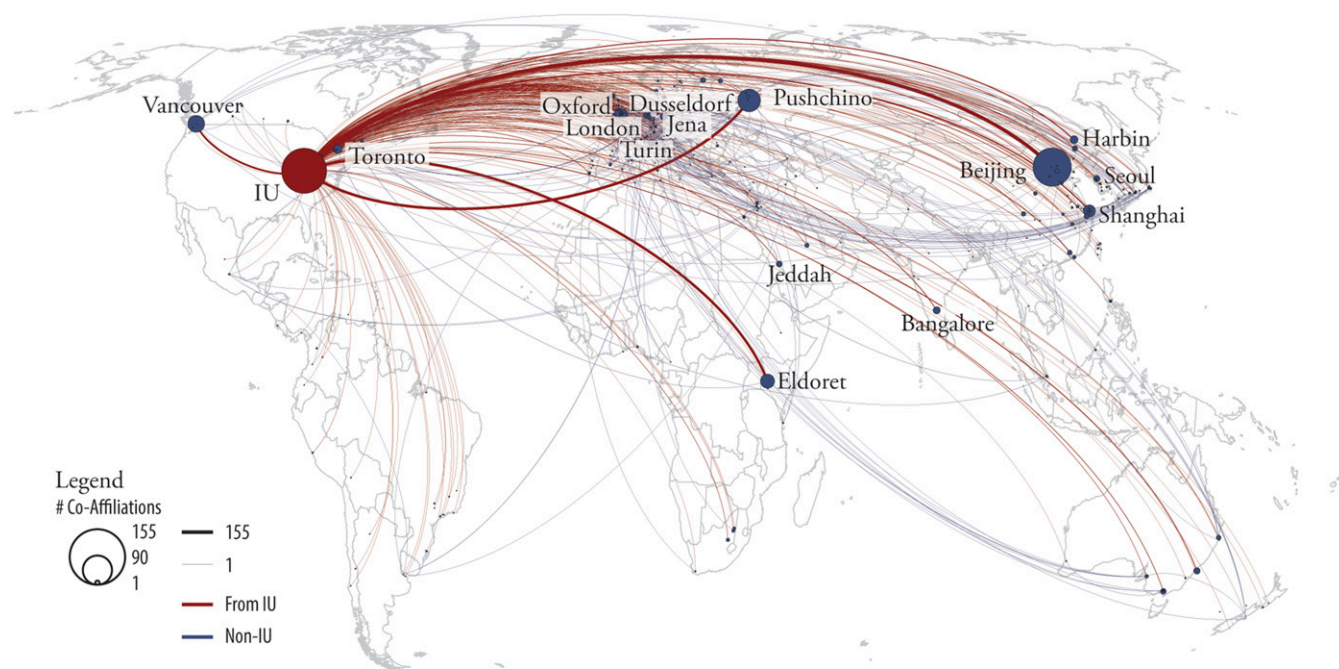 Vancouver
Toronto
IU
Oxford
Dusseldorf
London
Jena
Turin
Pushchino
Harbin
Beijing
Seoul
Shanghai
Jeddah
Bangalore
Eldoret
Legend
# Co-Affiliations
155
90
1
155
1
From IU
Non-IU